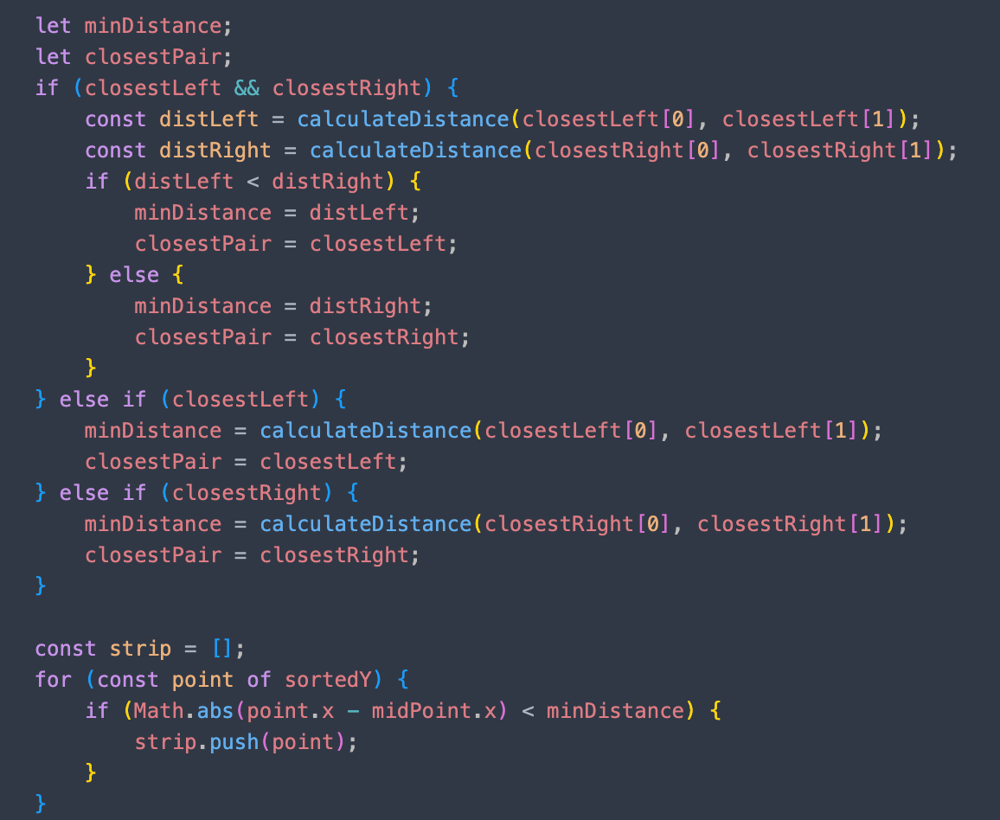 let minDistance;
let closestPair;
if (closestLeft && closestRight) {
    const distLeft = calculateDistance(closestLeft[0], closestLeft[1]);
    const distRight = calculateDistance(closestRight[0], closestRight[1]);
    if (distLeft < distRight) {
        minDistance = distLeft;
        closestPair = closestLeft;
    } else {
        minDistance = distRight;
        closestPair = closestRight;
    }
} else if (closestLeft) {
    minDistance = calculateDistance(closestLeft[0], closestLeft[1]);
    closestPair = closestLeft;
} else if (closestRight) {
    minDistance = calculateDistance(closestRight[0], closestRight[1]);
    closestPair = closestRight;
}

const strip = [];
for (const point of sortedY) {
    if (Math.abs(point.x - midPoint.x) < minDistance) {
        strip.push(point);
    }
}